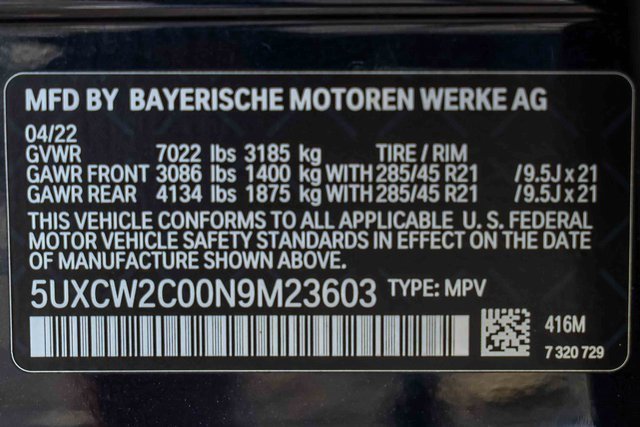 MFD BY BAYERISCHE MOTOREN WERKE AG
04/22
GVWR 7022 lbs 3185 kg TIRE / RIM
GAWR FRONT 3086 lbs 1400 kg WITH 285/45 R21 /9.5J x 21
GAWR REAR 4134 lbs 1875 kg WITH 285/45 R21 /9.5J x 21
THIS VEHICLE CONFORMS TO ALL APPLICABLE U. S. FEDERAL
MOTOR VEHICLE SAFETY STANDARDS IN EFFECT ON THE DATE
OF MANUFACTURE SHOWN ABOVE.
5UXCW2C00N9M23603 TYPE: MPV
416M
7 320 729